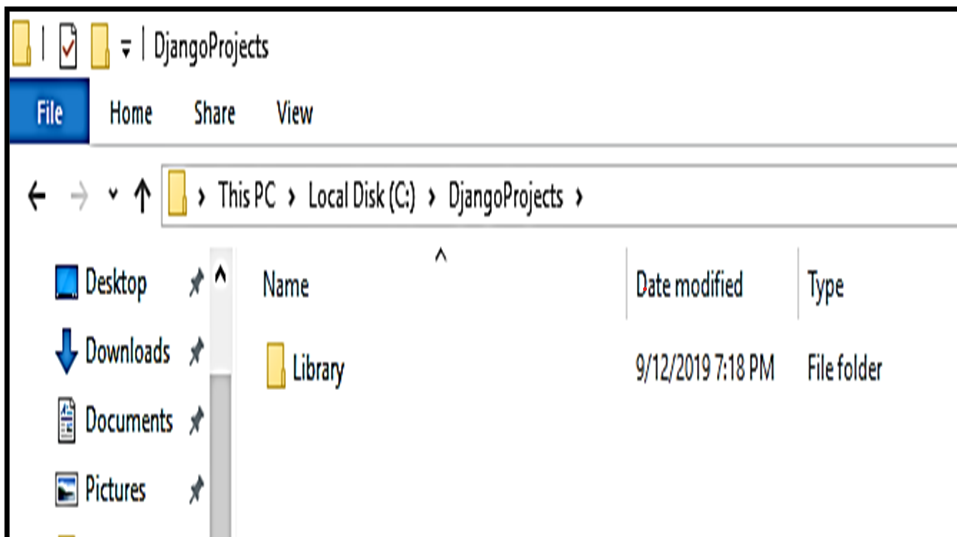 DjangoProjects
File Home Share View
This PC > Local Disk (C:) > DjangoProjects >
Desktop
Name Date modified Type
Downloads
Library 9/12/2019 7:18 PM File folder
Documents
Pictures